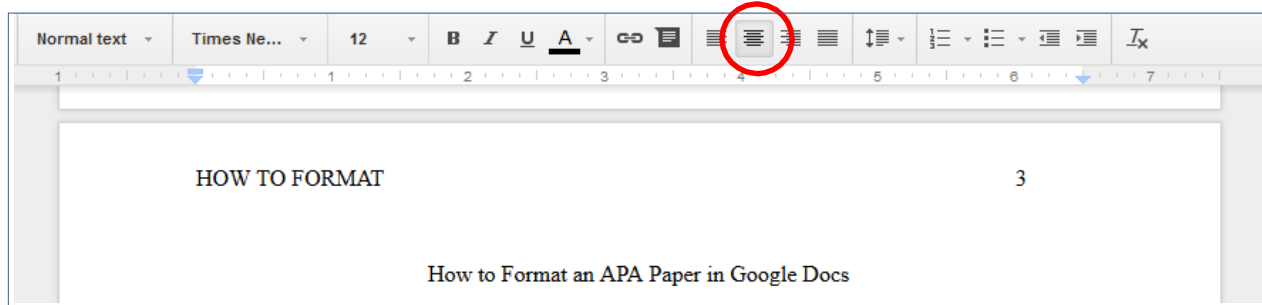 Normal text Times Ne... 12 B I U A
1 1 2 3 4 5 6 7
HOW TO FORMAT 3
How to Format an APA Paper in Google Docs